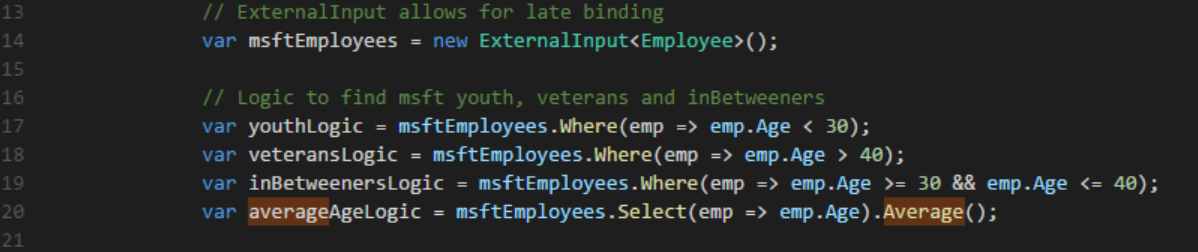 13 // ExternalInput allows for late binding
14 var msftEmployees = new ExternalInput<Employee>();
15
16 // Logic to find msft youth, veterans and inBetweeners
17 var youthLogic = msftEmployees.Where(emp => emp.Age < 30);
18 var veteransLogic = msftEmployees.Where(emp => emp.Age > 40);
19 var inBetweenersLogic = msftEmployees.Where(emp => emp.Age >= 30 && emp.Age <= 40);
20 var averageAgeLogic = msftEmployees.Select(emp => emp.Age).Average();
21